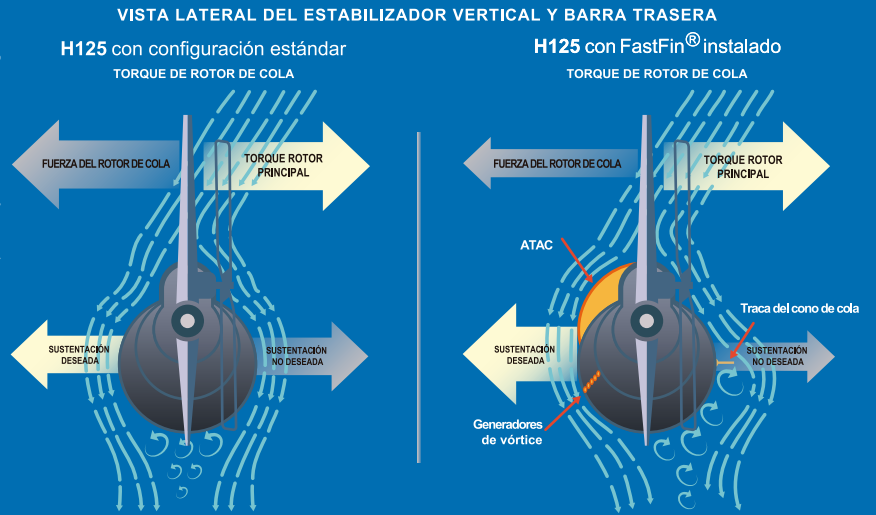 VISTA LATERAL DEL ESTABILIZADOR VERTICAL Y BARRA TRASERA
H125 con configuración estándar
TORQUE DE ROTOR DE COLA
FUERZA DEL ROTOR DE COLA
TORQUE ROTOR
PRINCIPAL
SUSTENTACIÓN
DESEADA
SUSTENTACIÓN
NO DESEADA
H125 con FastFin® instalado
TORQUE DE ROTOR DE COLA
FUERZA DEL ROTOR DE COLA
TORQUE ROTOR
PRINCIPAL
ATAC
Traca del cono de cola
SUSTENTACIÓN
DESEADA
SUSTENTACIÓN
NO DESEADA
Generadores
de vórtice